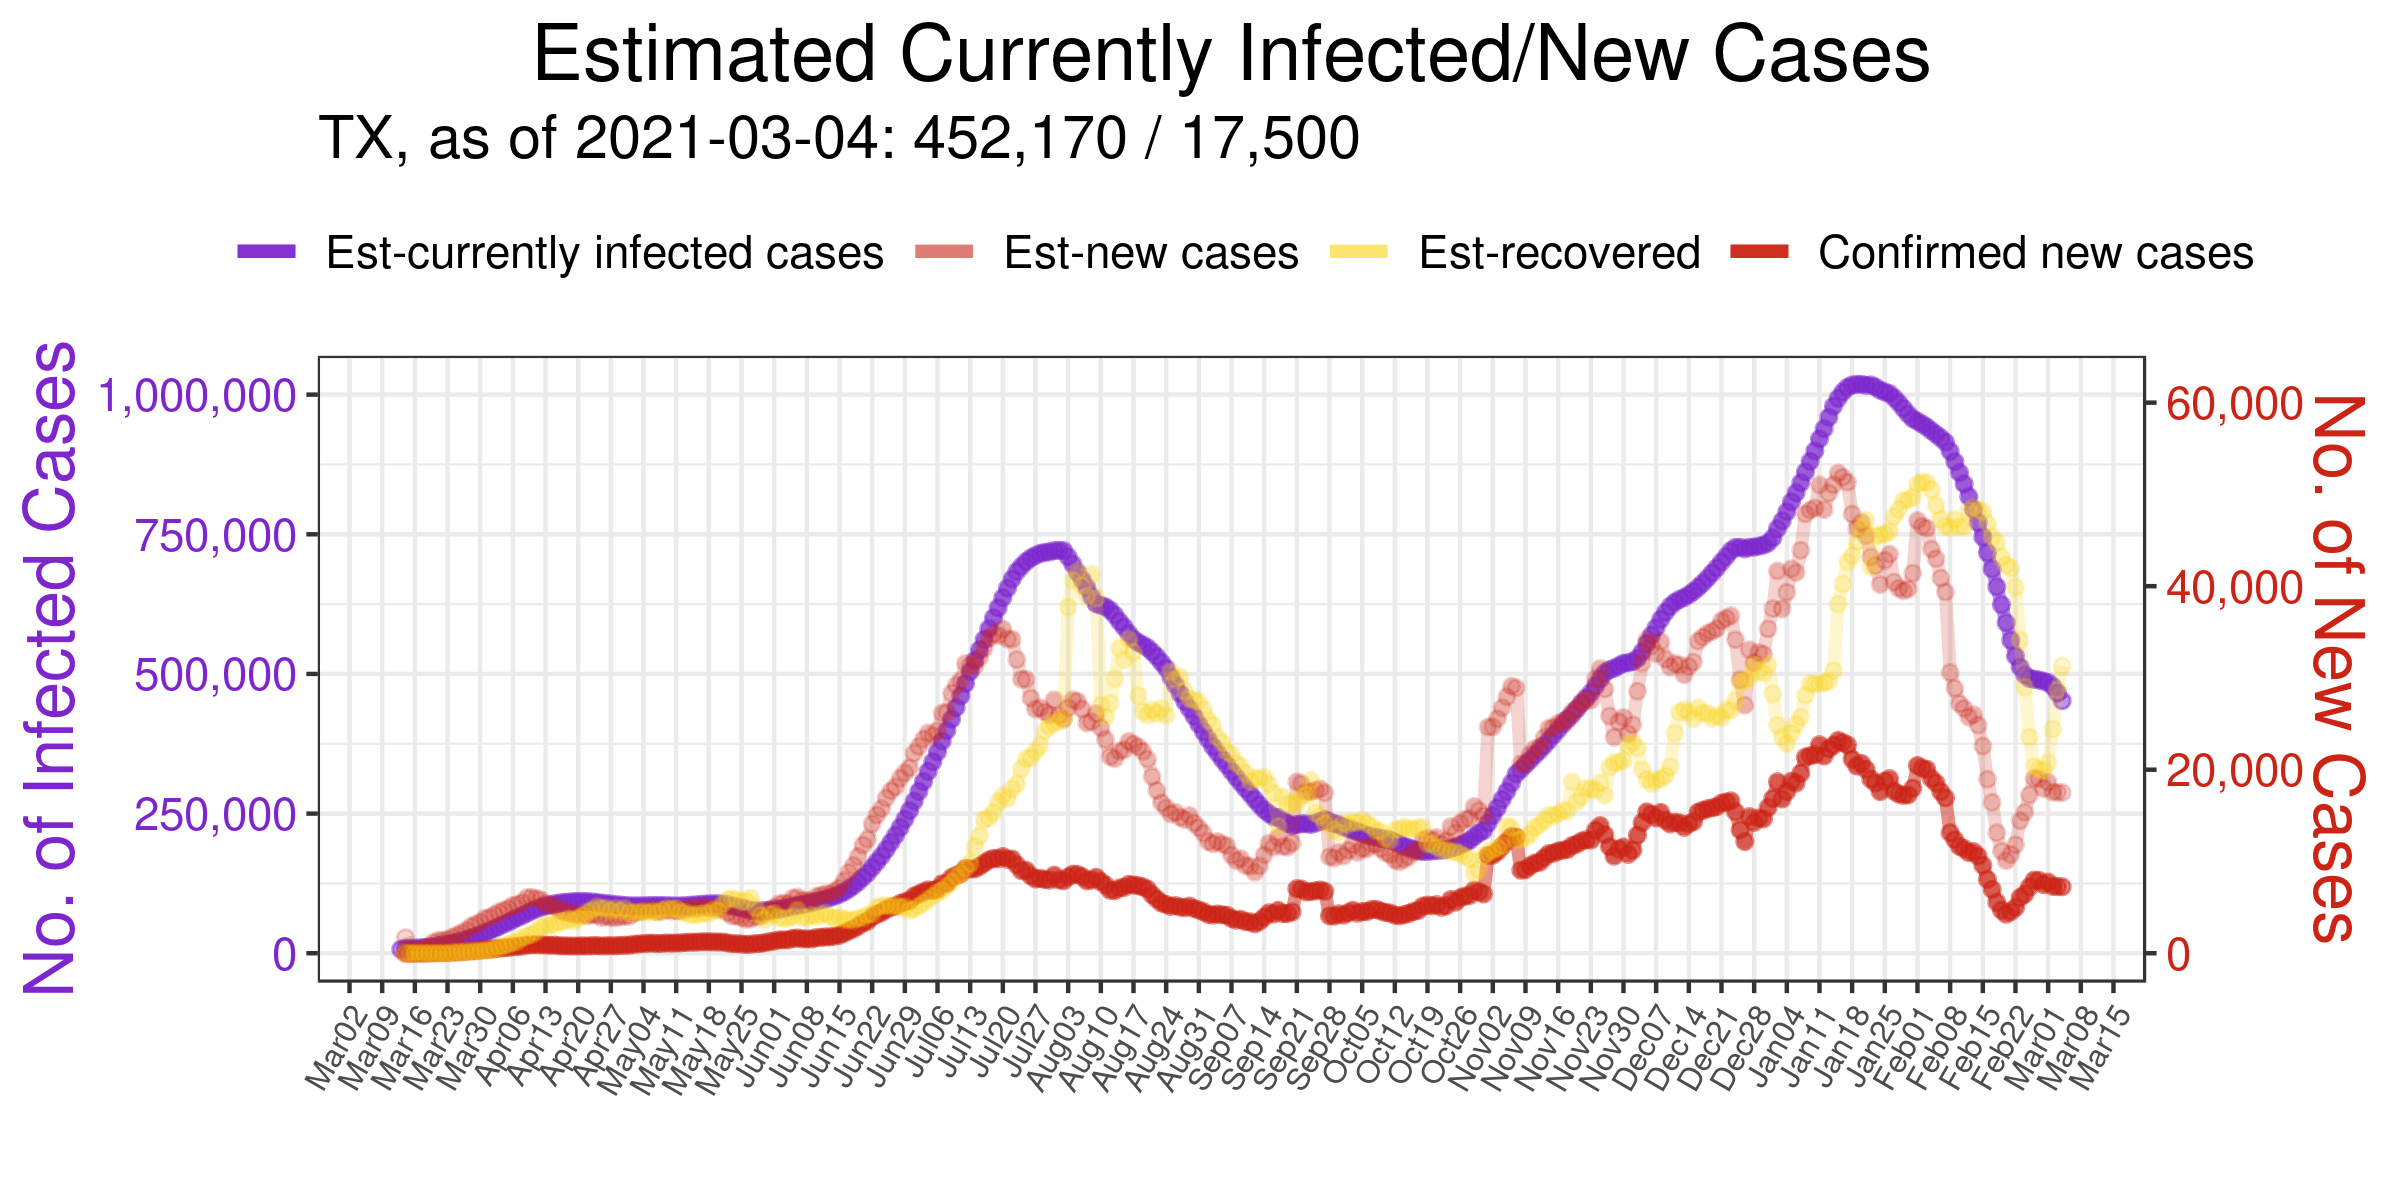 Estimated Currently Infected/New Cases
TX, as of 2021-03-04: 452,170 / 17,500
Est-currently infected cases Est-new cases Est-recovered Confirmed new cases
No. of Infected Cases
1,000,000
750,000
500,000
250,000
0
60,000
40,000
20,000
0
No. of New Cases
Mar02 Mar09 Mar16 Mar23 Mar30 Apr06 Apr13 Apr20 Apr27 May04 May11 May18 May25 Jun01 Jun08 Jun15 Jun22 Jun29 Jul06 Jul13 Jul20 Jul27 Aug03 Aug10 Aug17 Aug24 Aug31 Sep07 Sep14 Sep21 Sep28 Oct05 Oct12 Oct19 Oct26 Nov02 Nov09 Nov16 Nov23 Nov30 Dec07 Dec14 Dec21 Dec28 Jan04 Jan11 Jan18 Jan25 Feb01 Feb08 Feb15 Feb22 Mar01 Mar08 Mar15